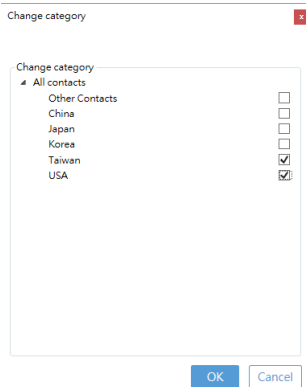 Change category
x
Change category
All contacts
Other Contacts
China
Japan
Korea
Taiwan
USA
OK Cancel